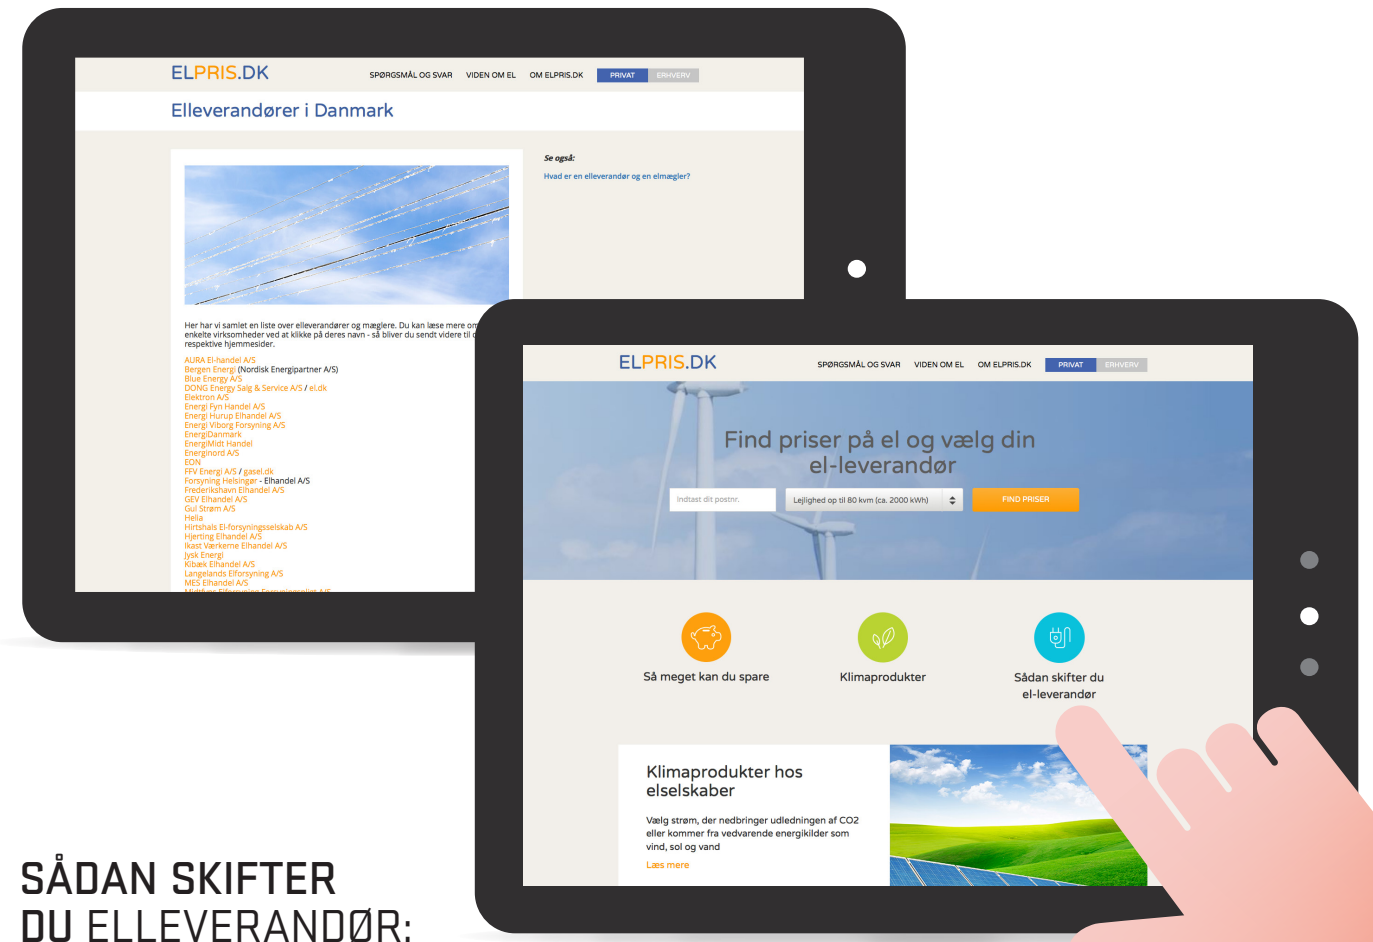 ELPRIS.DK
SPØRGSMÅL OG SVAR VIDEN OM EL OM ELPRIS.DK PRIVAT ERHVERV
Elleverandører i Danmark
Se også:
Hvad er en elleverandør og en elmægler?
Her har vi samlet en liste over elleverandører og mæglere. Du kan læse mere om
enkelte virksomheder ved at klikke på deres navn - så bliver du sendt videre til
respektive hjemmesider.
AURA El-handel A/S
Bergen Energi (Nordisk Energipartner A/S)
Blue Energy A/S
DONG Energy Salg & Service A/S / el.dk
Elektron A/S
Energi Fyn Handel A/S
Energi Hurup Elhandel A/S
Energi Viborg Forsyning A/S
EnergiDanmark
EnergiMidt Handel
Energinord A/S
EON
FFV Energi A/S / gasel.dk
Forsyning Helsingør - Elhandel A/S
Frederikshavn Elhandel A/S
GEV Elhandel A/S
Gul Strøm A/S
Helia
Hirtshals El-forsyningsselskab A/S
Hjerting Elhandel A/S
Ikast Værkerne Elhandel A/S
Jysk Energi
Kibæk Elhandel A/S
Langelands Elforsyning A/S
MES Elhandel A/S
Midtfyns Elforsyning Forsyningspligt A/S
ELPRIS.DK
SPØRGSMÅL OG SVAR VIDEN OM EL OM ELPRIS.DK PRIVAT ERHVERV
Find priser på el og vælg din
el-leverandør
Indtast dit postnr. Lejlighed op til 80 kvm (ca. 2000 kWh) FIND PRISER
Så meget kan du spare
Klimaprodukter
Sådan skifter du
el-leverandør
Klimaprodukter hos
elselskaber
Vælg strøm, der nedbringer udledningen af CO2
eller kommer fra vedvarende energikilder som
vind, sol og vand
Læs mere
SÅDAN SKIFTER
DU ELLEVERANDØR: